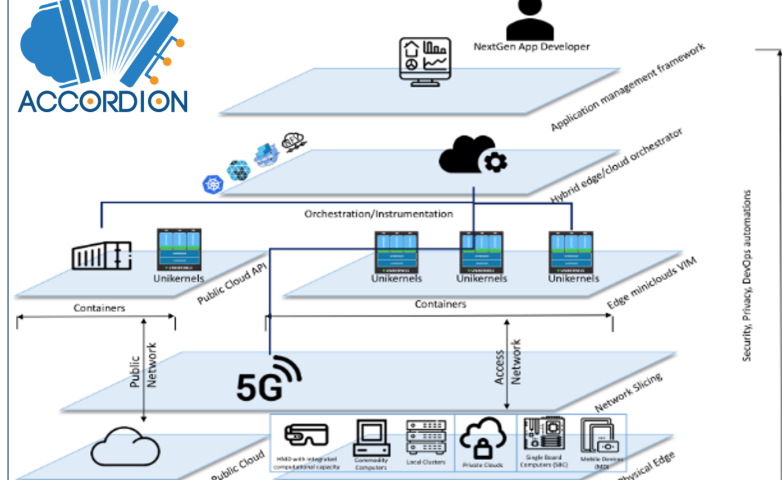 NextGen App Developer
ACCORDION
Application management framework
Hybrid edge/cloud orchestrator
Orchestration/Instrumentation
Unikernels
Public Cloud API
Unikernels
Unikernels
Unikernels
Edge miniclouds VIM
Containers
Containers
Security, Privacy, DevOps automations
Public
Network
Access
Network
5G
Network Slicing
HMD with integrated
computational capacity
Commodity
Computers
Local Clusters
Private Clouds
Single Board
Computers (SBC)
Mobile Devices
(MD)
Public Cloud
Physical Edge